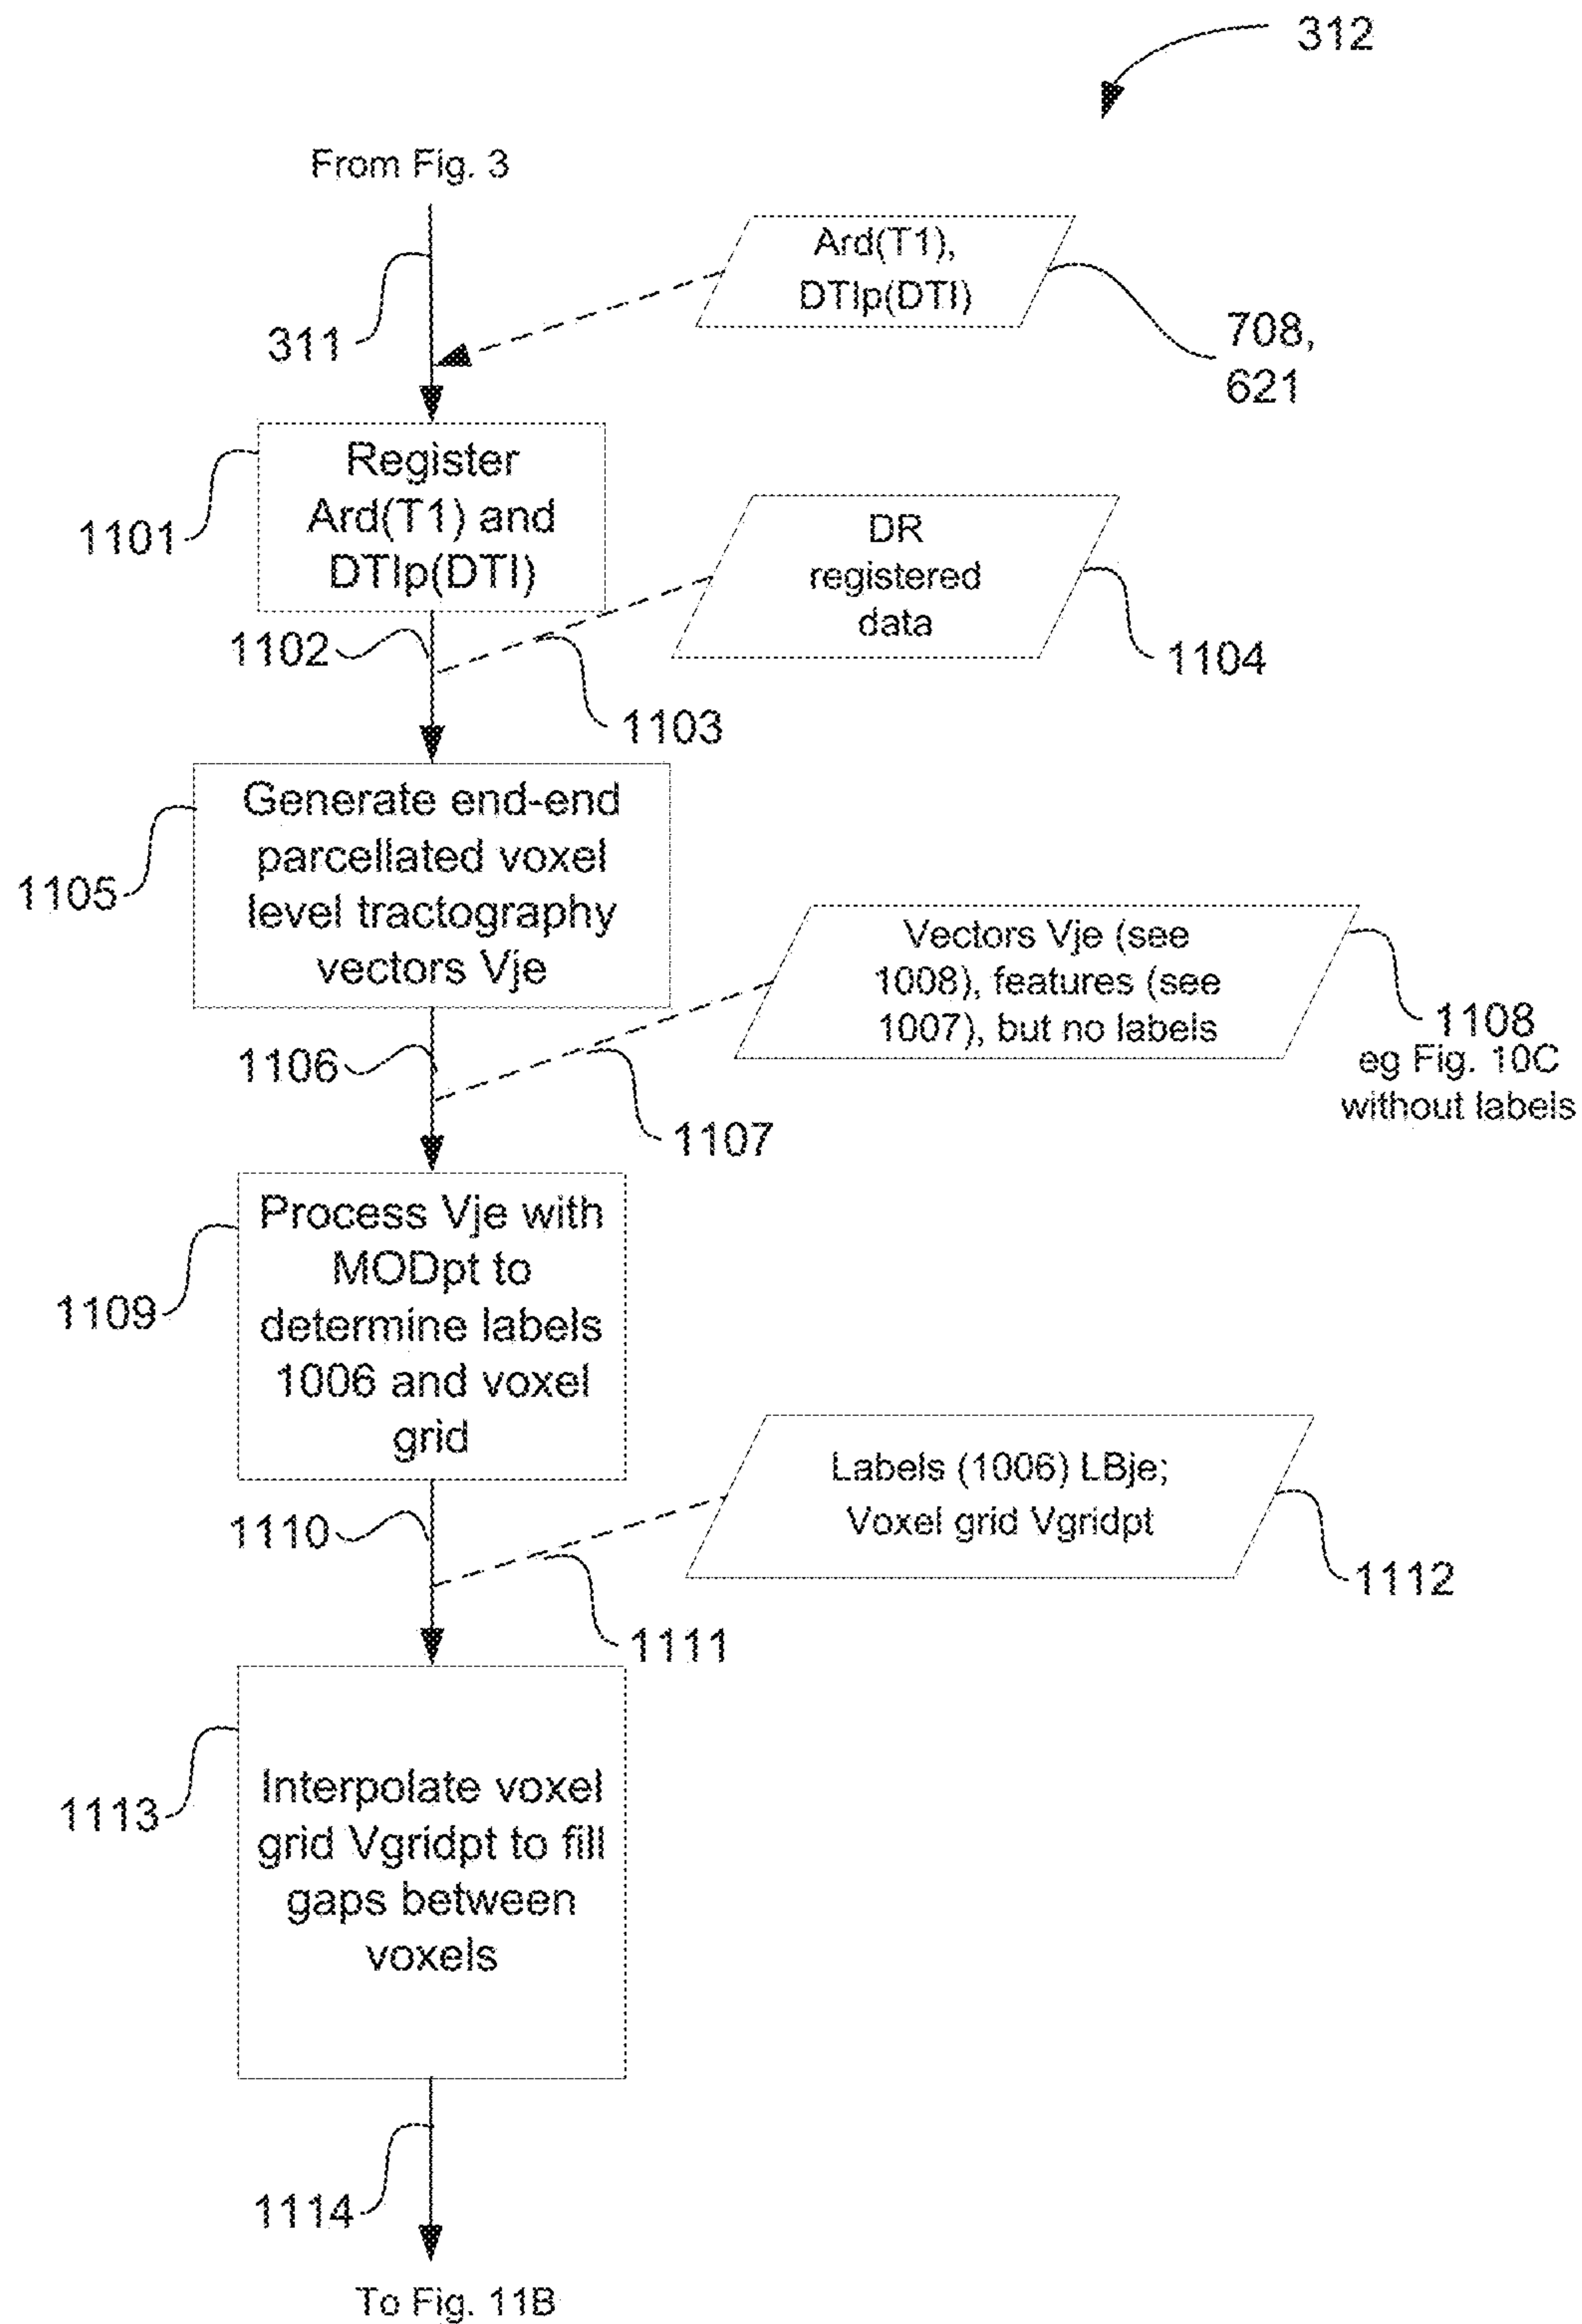 312
From Fig. 3
Ard(T1),
DTIp(DTI)
311
708,
621
Register
Ard(T1) and
DTIp(DTI)
1101
DR
registered
data
1102
1104
1103
Generate end-end
parcellated voxel
level tractography
vectors Vje
1105
Vectors Vje (see
1008), features (see
1007), but no labels
1108
eg Fig. 10C
without labels
1106
1107
Process Vje with
MODpt to
determine labels
1006 and voxel
grid
1109
Labels (1006) LBje;
Voxel grid Vgridpt
1110
1112
1111
Interpolate voxel
grid Vgridpt to fill
gaps between
voxels
1113
1114
To Fig. 11B